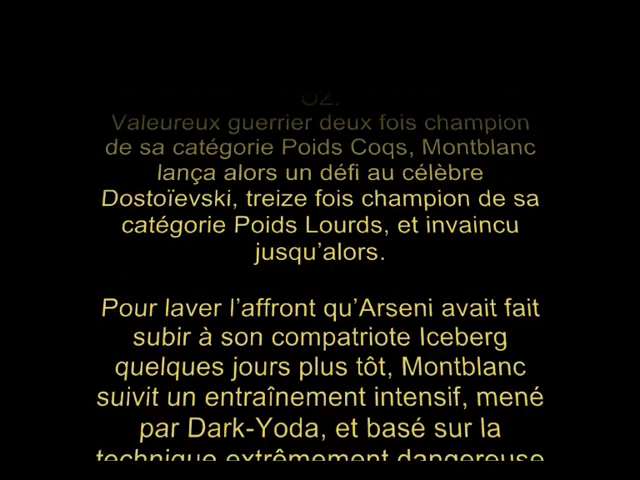 Valeureux guerrier deux fois champion
de sa catégorie Poids Coqs, Montblanc
lança alors un défi au célèbre
Dostoïevski, treize fois champion de sa
catégorie Poids Lourds, et invaincu
jusqu’alors.
Pour laver l’affront qu’Arseni avait fait
subir à son compatriote Iceberg
quelques jours plus tôt, Montblanc
suivit un entraînement intensif, mené
par Dark-Yoda, et basé sur la
technique extrêmement dangereuse